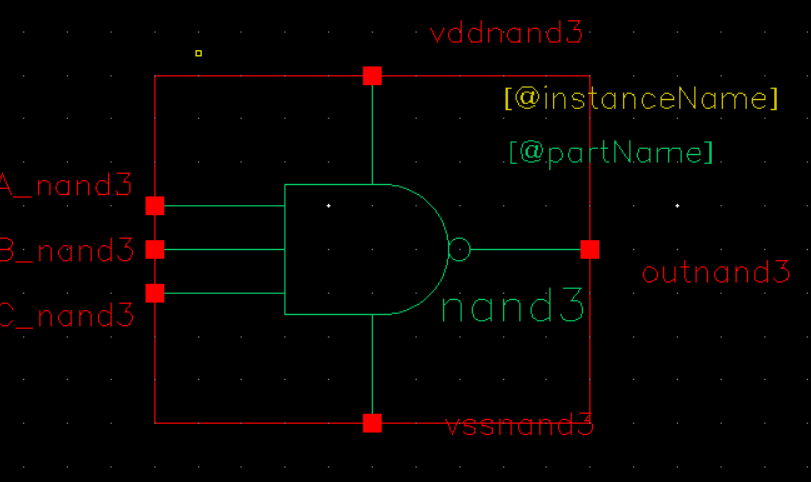 vddnand3
[@instanceName]
[@partName]
A_nand3
B_nand3
outnand3
nand3
C_nand3
vssnand3